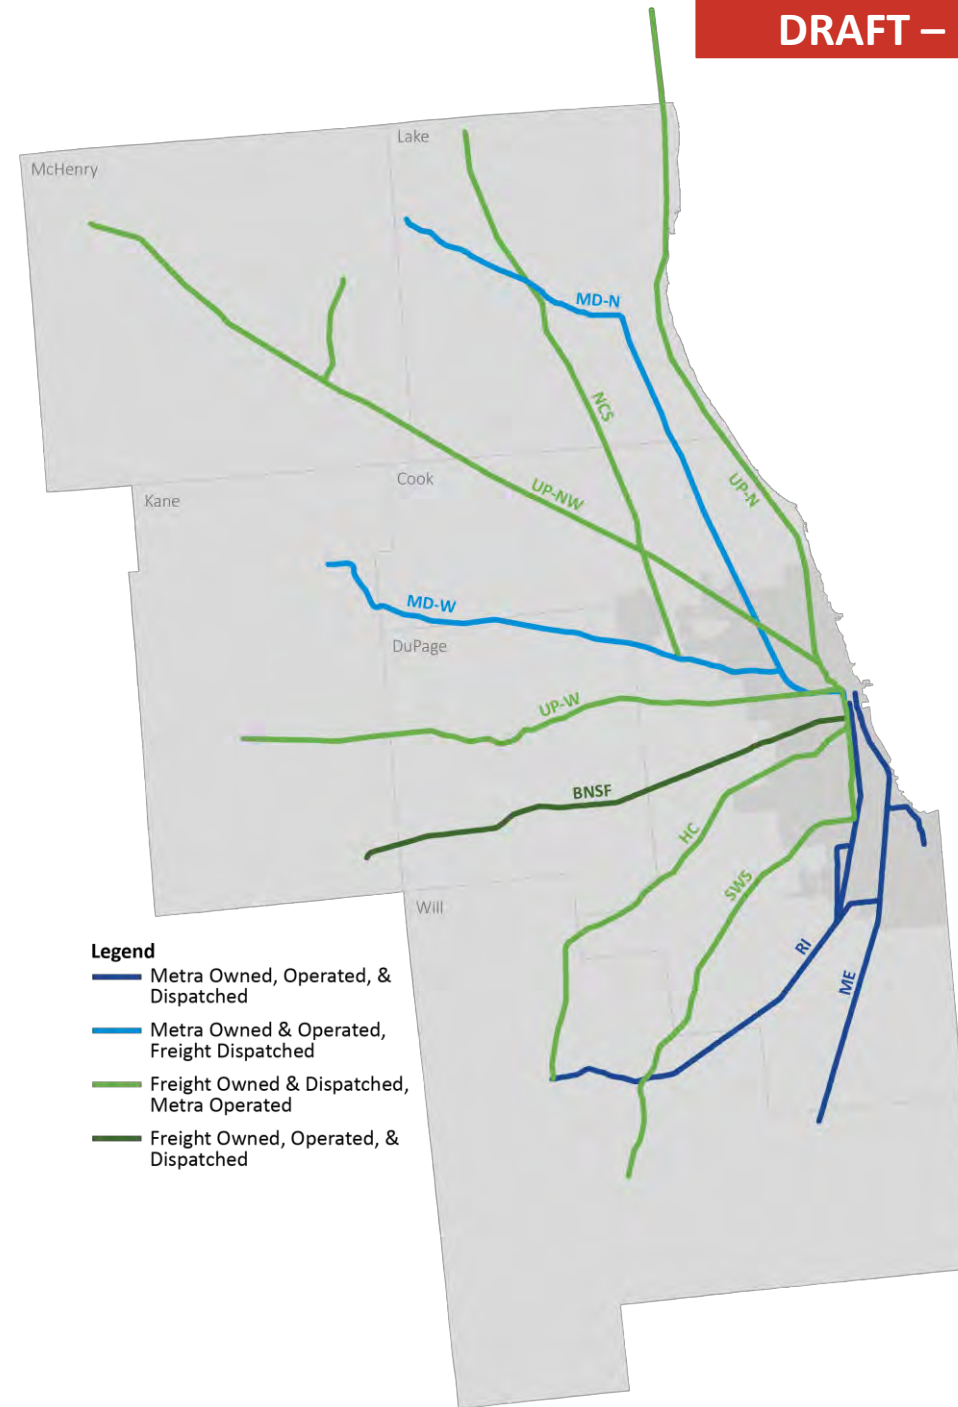 DRAFT –
Lake
McHenry
MD-N
NCS
Cook
UP-NW
UP-N
Kane
MD-W
DuPage
UP-W
BNSF
HC
SWS
Will
RI
ME
Legend
Metra Owned, Operated, &
Dispatched
Metra Owned & Operated,
Freight Dispatched
Freight Owned & Dispatched,
Metra Operated
Freight Owned, Operated, &
Dispatched